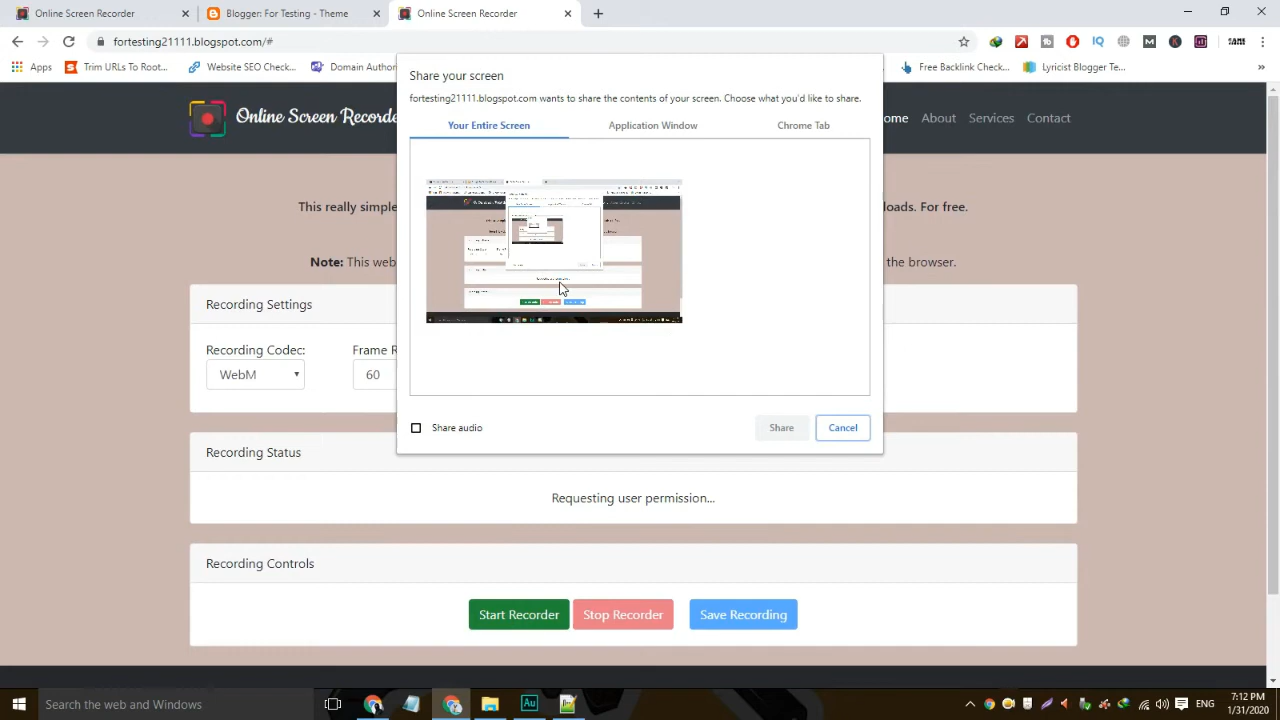 Online Screen Recorder
Blogger: For Testing - Theme
Online Screen Recorder
fortesting21111.blogspot.com/#
Apps
Trim URLs To Root...
Website SEO Check...
Domain Author
Free Backlink Check...
Lyricist Blogger Te...
Online Screen Recorde
ome
About
Services
Contact
Share your screen
fortesting21111.blogspot.com wants to share the contents of your screen. Choose what you'd like to share.
Your Entire Screen
Application Window
Chrome Tab
Share audio
Share
Cancel
This really simple
loads. For free.
Note: This web
the browser.
Recording Settings
Recording Codec:
Frame R
WebM
60
Recording Status
Requesting user permission...
Recording Controls
Start Recorder
Stop Recorder
Save Recording
Search the web and Windows
Au
ENG
7:12 PM
1/31/2020